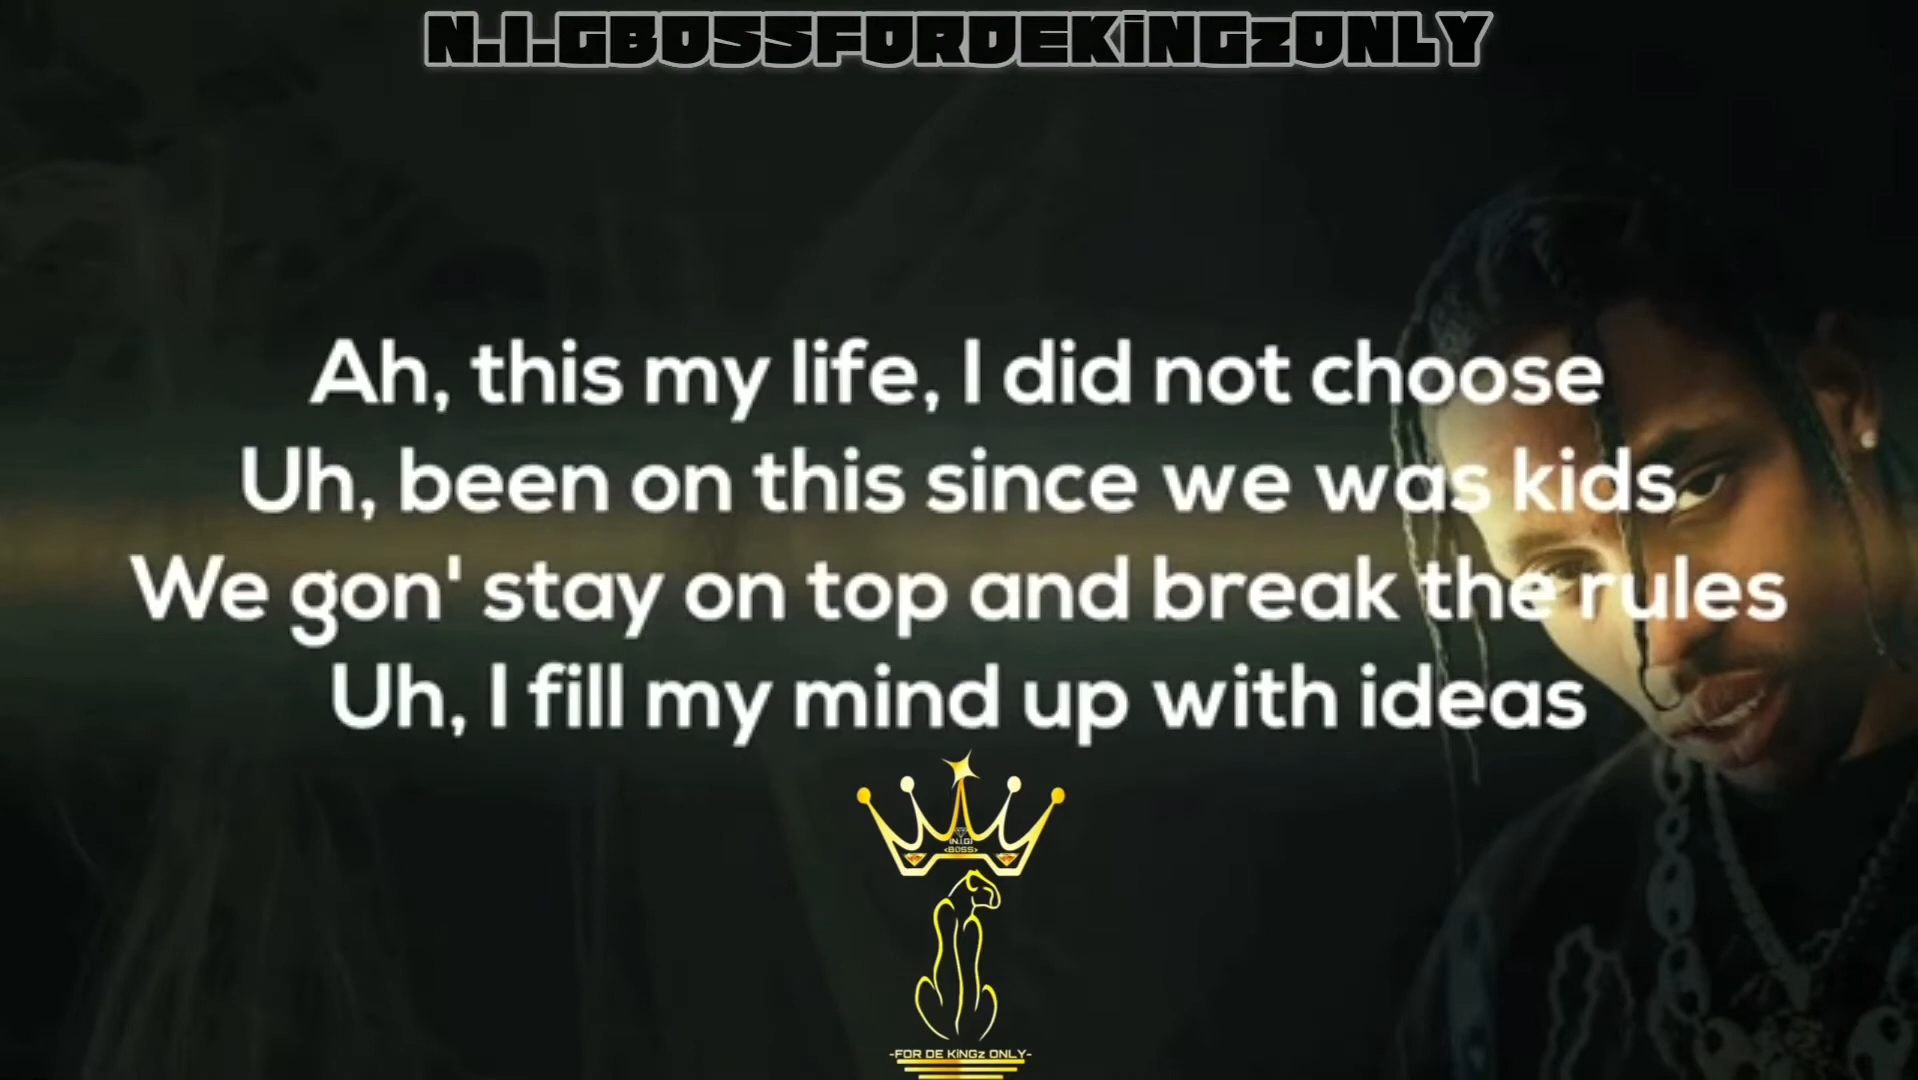 N.I.GBOSSFORDEKiNGzONLY
Ah, this my life, I did not choose
Uh, been on this since we was kids
We gon' stay on top and break the rules
Uh, I fill my mind up with ideas
BOSS
-FOR DE KiNGz ONLY-